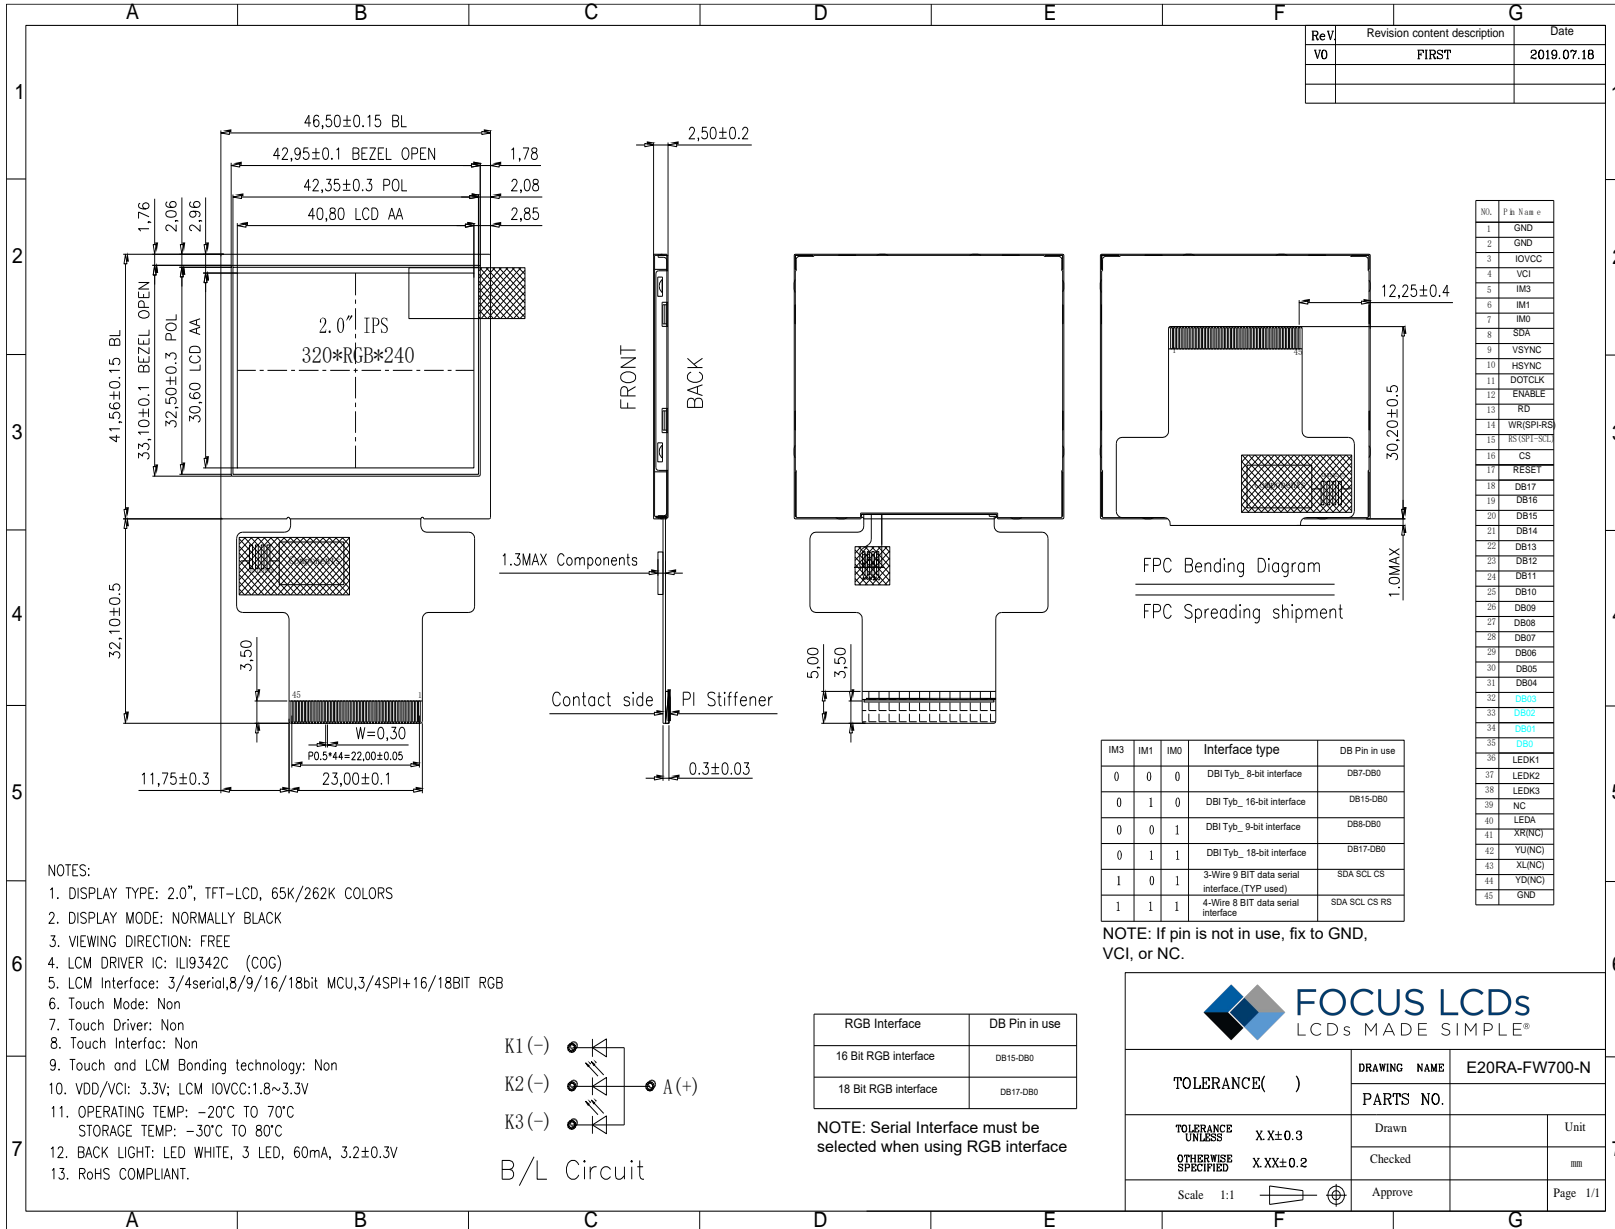 A B C D E F G
ReV. Revision content description Date
V0 FIRST 2019.07.18
1
2
3
4
5
6
7
46,50±0.15 BL
42,95±0.1 BEZEL OPEN 1,78
42,35±0.3 POL 2,08
40,80 LCD AA 2,85
1,76
2,06
2,96
41,56±0.15 BL
33,10±0.1 BEZEL OPEN
32,50±0.3 POL
30,60 LCD AA
2.0" IPS
320*RGB*240
32,10±0.5
3,50
45 1
W=0,30
P0.5*44=22,00±0.05
11,75±0.3
23,00±0.1
2,50±0.2
FRONT
BACK
1.3MAX Components
Contact side
PI Stiffener
0.3±0.03
5,00
3,50
12,25±0.4
1 45
30,20±0.5
1.0MAX
FPC Bending Diagram
FPC Spreading shipment
NO. Pin Name
1 GND
2 GND
3 IOVCC
4 VCI
5 IM3
6 IM1
7 IM0
8 SDA
9 VSYNC
10 HSYNC
11 DOTCLK
12 ENABLE
13 RD
14 WR(SPI-RS)
15 RS(SPI-SCL)
16 CS
17 RESET
18 DB17
19 DB16
20 DB15
21 DB14
22 DB13
23 DB12
24 DB11
25 DB10
26 DB09
27 DB08
28 DB07
29 DB06
30 DB05
31 DB04
32 DB03
33 DB02
34 DB01
35 DB0
36 LEDK1
37 LEDK2
38 LEDK3
39 NC
40 LEDA
41 XR(NC)
42 YU(NC)
43 XL(NC)
44 YD(NC)
45 GND
IM3 IM1 IM0 Interface type DB Pin in use
0 0 0 DBI Tyb_ 8-bit interface DB7-DB0
0 1 0 DBI Tyb_ 16-bit interface DB15-DB0
0 0 1 DBI Tyb_ 9-bit interface DB8-DB0
0 1 1 DBI Tyb_ 18-bit interface DB17-DB0
1 0 1 3-Wire 9 BIT data serial interface.(TYP used) SDA SCL CS
1 1 1 4-Wire 8 BIT data serial interface SDA SCL CS RS
NOTE: If pin is not in use, fix to GND,
VCI, or NC.
NOTES:
1. DISPLAY TYPE: 2.0", TFT-LCD, 65K/262K COLORS
2. DISPLAY MODE: NORMALLY BLACK
3. VIEWING DIRECTION: FREE
4. LCM DRIVER IC: ILI9342C (COG)
5. LCM Interface: 3/4serial,8/9/16/18bit MCU,3/4SPI+16/18BIT RGB
6. Touch Mode: Non
7. Touch Driver: Non
8. Touch Interfac: Non
9. Touch and LCM Bonding technology: Non
10. VDD/VCI: 3.3V; LCM IOVCC:1.8~3.3V
11. OPERATING TEMP: -20°C TO 70°C
STORAGE TEMP: -30°C TO 80°C
12. BACK LIGHT: LED WHITE, 3 LED, 60mA, 3.2±0.3V
13. RoHS COMPLIANT.
K1(-)
K2(-) A(+)
K3(-)
B/L Circuit
RGB Interface DB Pin in use
16 Bit RGB interface DB15-DB0
18 Bit RGB interface DB17-DB0
NOTE: Serial Interface must be
selected when using RGB interface
FOCUS LCDs
LCDs MADE SIMPLE®
TOLERANCE( )
DRAWING NAME E20RA-FW700-N
PARTS NO.
TOLERANCE UNLESS X.X±0.3
OTHERWISE SPECIFIED X.XX±0.2
Drawn Unit
Checked mm
Scale 1:1 Approve Page 1/1
A B C D E F G